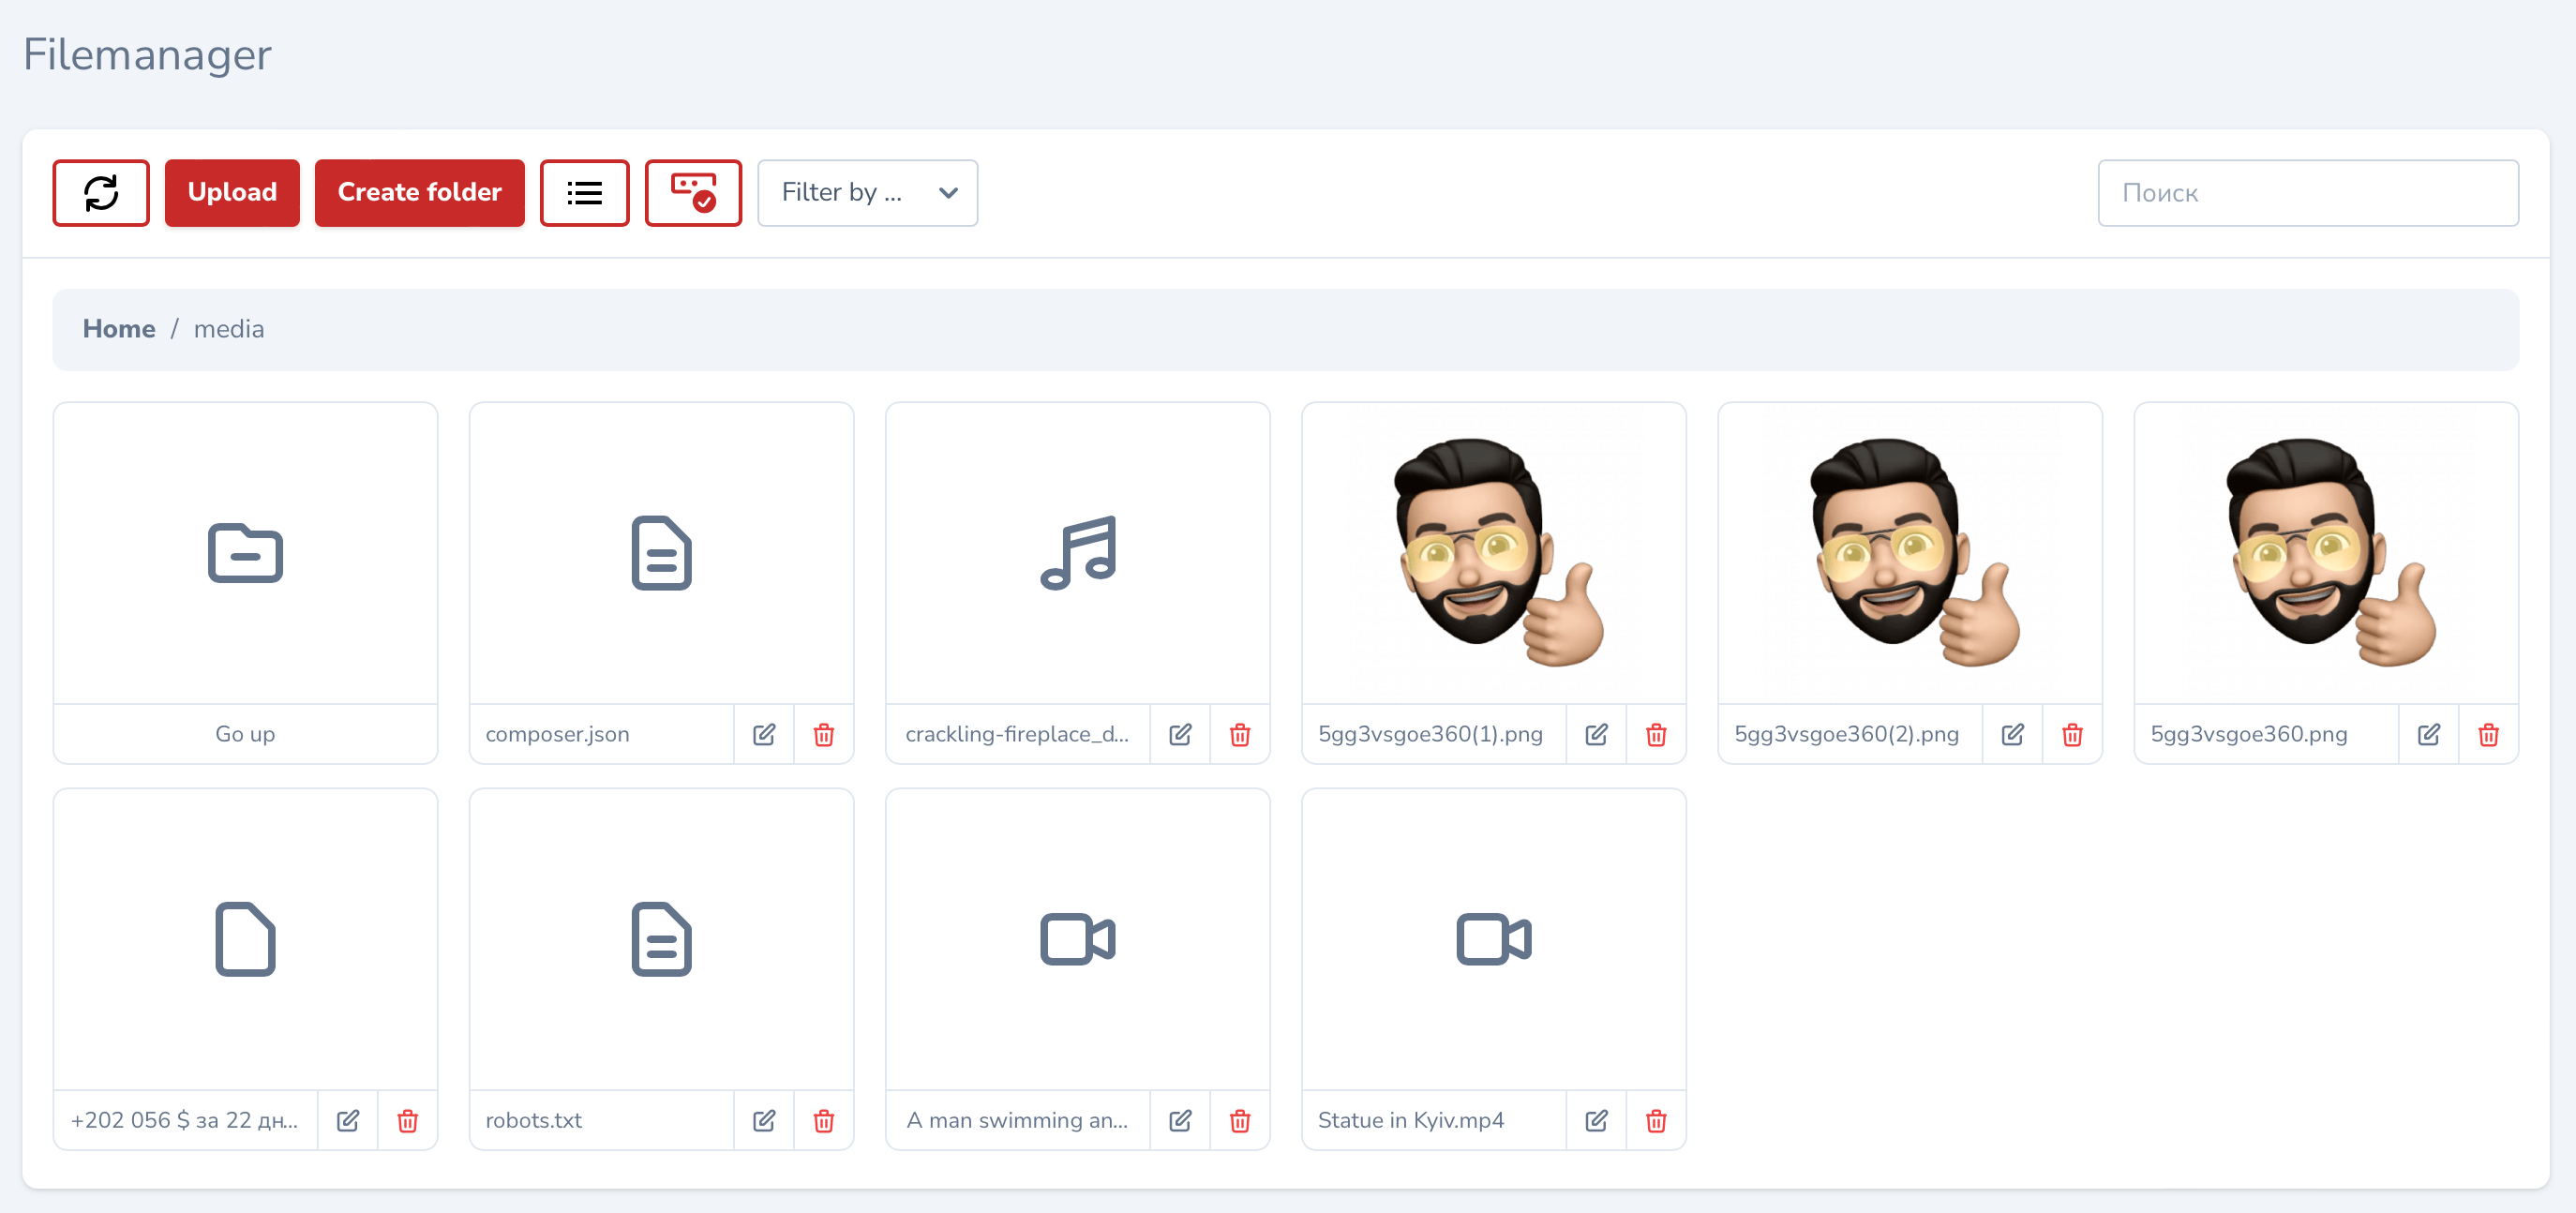 Filemanager
Upload
Create folder
Filter by ...
Поиск
Home / media
Go up
composer.json
crackling-fireplace_d...
5gg3vsgoe360(1).png
5gg3vsgoe360(2).png
5gg3vsgoe360.png
+202 056 $ за 22 дн...
robots.txt
A man swimming an...
Statue in Kyiv.mp4